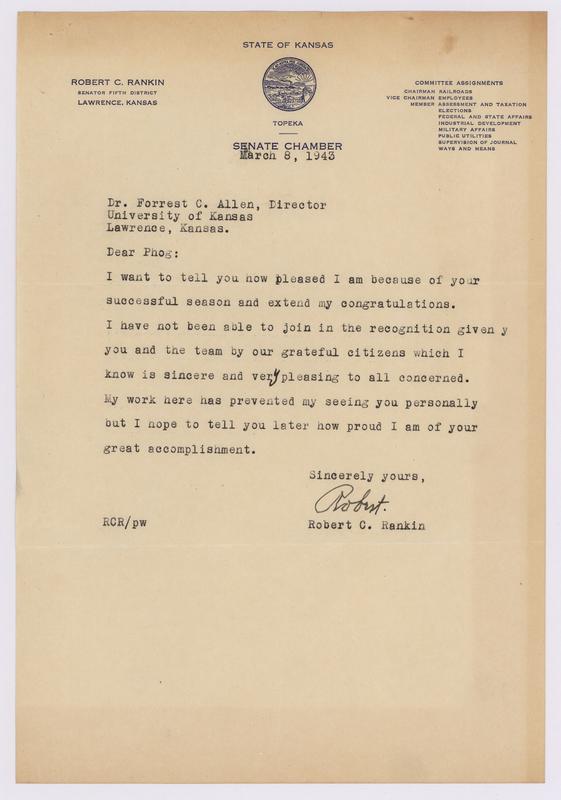 STATE OF KANSAS
ROBERT C. RANKIN
SENATOR FIFTH DISTRICT
LAWRENCE, KANSAS
COMMITTEE ASSIGNMENTS
CHAIRMAN RAILROADS
VICE CHAIRMAN EMPLOYEES
MEMBER ASSESSMENT AND TAXATION
ELECTIONS
FEDERAL AND STATE AFFAIRS
INDUSTRIAL DEVELOPMENT
MILITARY AFFAIRS
PUBLIC UTILITIES
SUPERVISION OF JOURNAL
WAYS AND MEANS
TOPEKA
SENATE CHAMBER
March 8, 1943
Dr. Forrest C. Allen, Director
University of Kansas
Lawrence, Kansas.
Dear Phog:
I want to tell you how pleased I am because of your
successful season and extend my congratulations.
I have not been able to join in the recognition given y
you and the team by our grateful citizens which I
know is sincere and very pleasing to all concerned.
My work here has prevented my seeing you personally
but I hope to tell you later how proud I am of your
great accomplishment.
Sincerely yours,
Robert.
RCR/pw
Robert C. Rankin